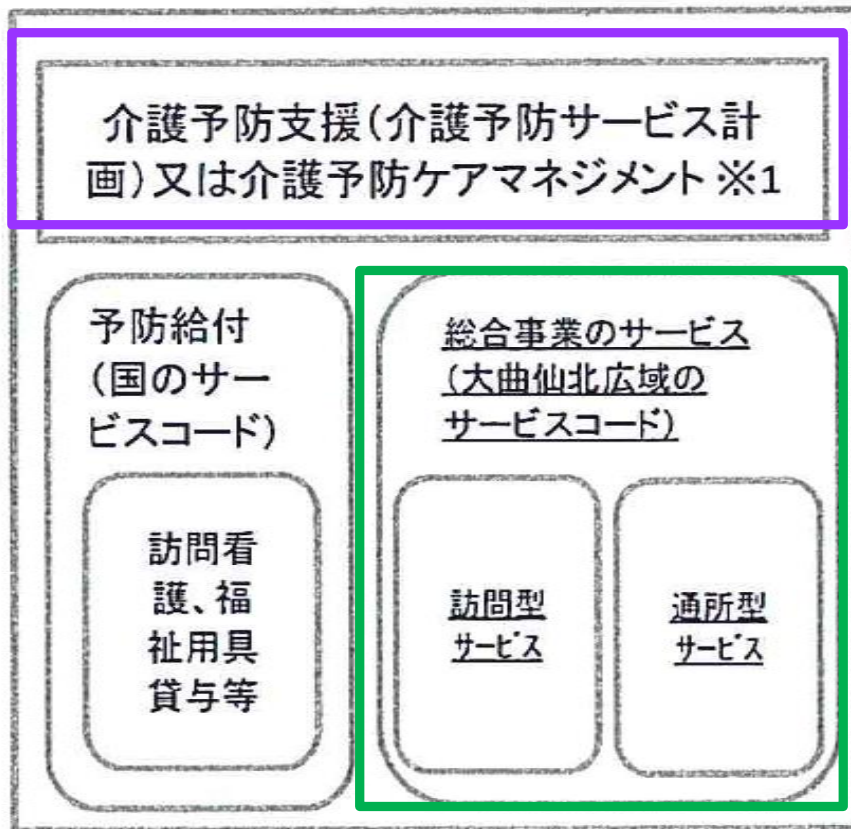 介護予防支援(介護予防サービス計
画)又は介護予防ケアマネジメント※1
予防給付
(国のサー
ビスコード)
訪問看
護、福
祉用具
貸与等
総合事業のサービス
(大曲仙北広域の
サービスコード)
訪問型
サービス
通所型
サービス